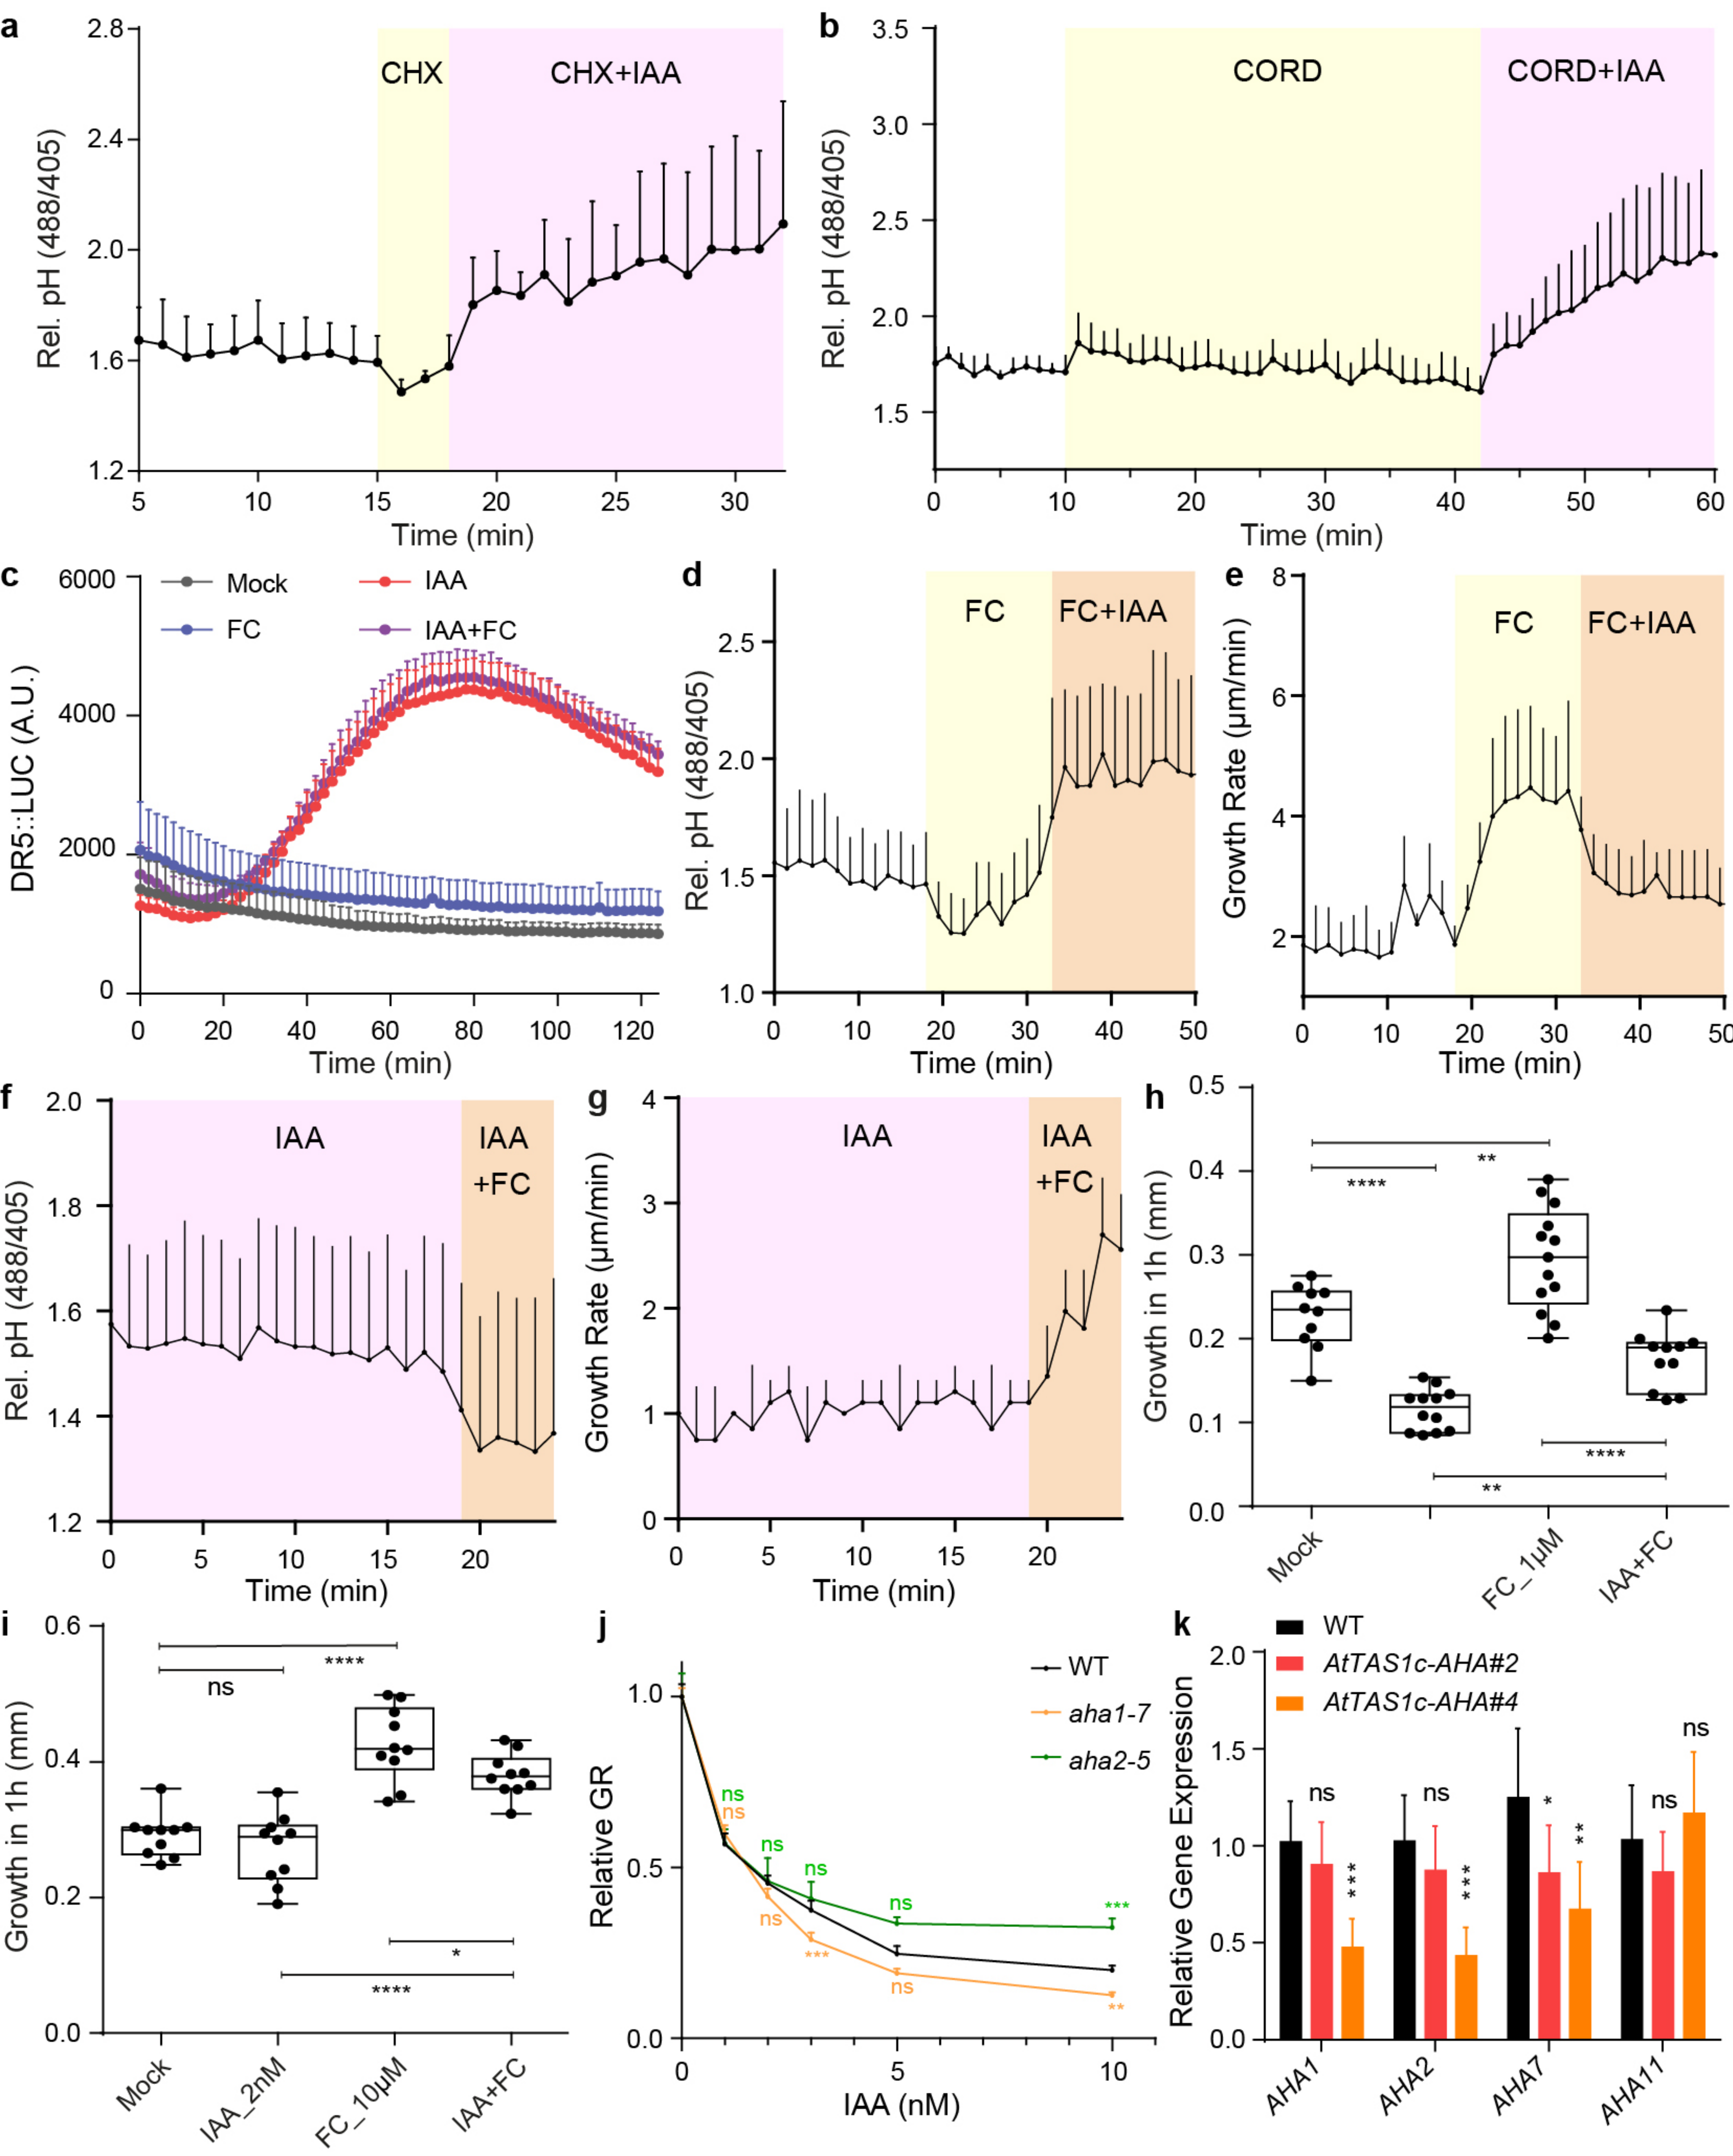 a
2.8
2.4
2.0
1.6
1.2
Rel. pH (488/405)
CHX
CHX+IAA
5
10
15
20
25
30
Time (min)
b
3.5
3.0
2.5
2.0
1.5
Rel. pH (488/405)
CORD
CORD+IAA
0
10
20
30
40
50
60
Time (min)
c
6000
4000
2000
0
DR5::LUC (A.U.)
Mock
IAA
FC
IAA+FC
0
20
40
60
80
100
120
Time (min)
d
2.5
2.0
1.5
1.0
Rel. pH (488/405)
FC
FC+IAA
0
10
20
30
40
50
Time (min)
e
8
6
4
2
Growth Rate (µm/min)
FC
FC+IAA
0
10
20
30
40
50
Time (min)
f
2.0
1.8
1.6
1.4
1.2
Rel. pH (488/405)
IAA
IAA
+FC
0
5
10
15
20
Time (min)
g
4
3
2
1
0
Growth Rate (µm/min)
IAA
IAA
+FC
0
5
10
15
20
Time (min)
h
0.5
0.4
0.3
0.2
0.1
0.0
Growth in 1h (mm)
**
****
****
**
Mock
FC_1µM
IAA+FC
i
0.6
0.4
0.2
0.0
Growth in 1h (mm)
****
ns
*
****
Mock
IAA_2nM
FC_10µM
IAA+FC
j
1.0
0.5
0.0
Relative GR
WT
aha1-7
aha2-5
ns
ns
ns
ns
ns
***
ns
ns
***
**
0
5
10
IAA (nM)
k
WT
AtTAS1c-AHA#2
AtTAS1c-AHA#4
2.0
1.5
1.0
0.5
0.0
Relative Gene Expression
ns
***
ns
***
*
**
ns
ns
AHA1
AHA2
AHA7
AHA11